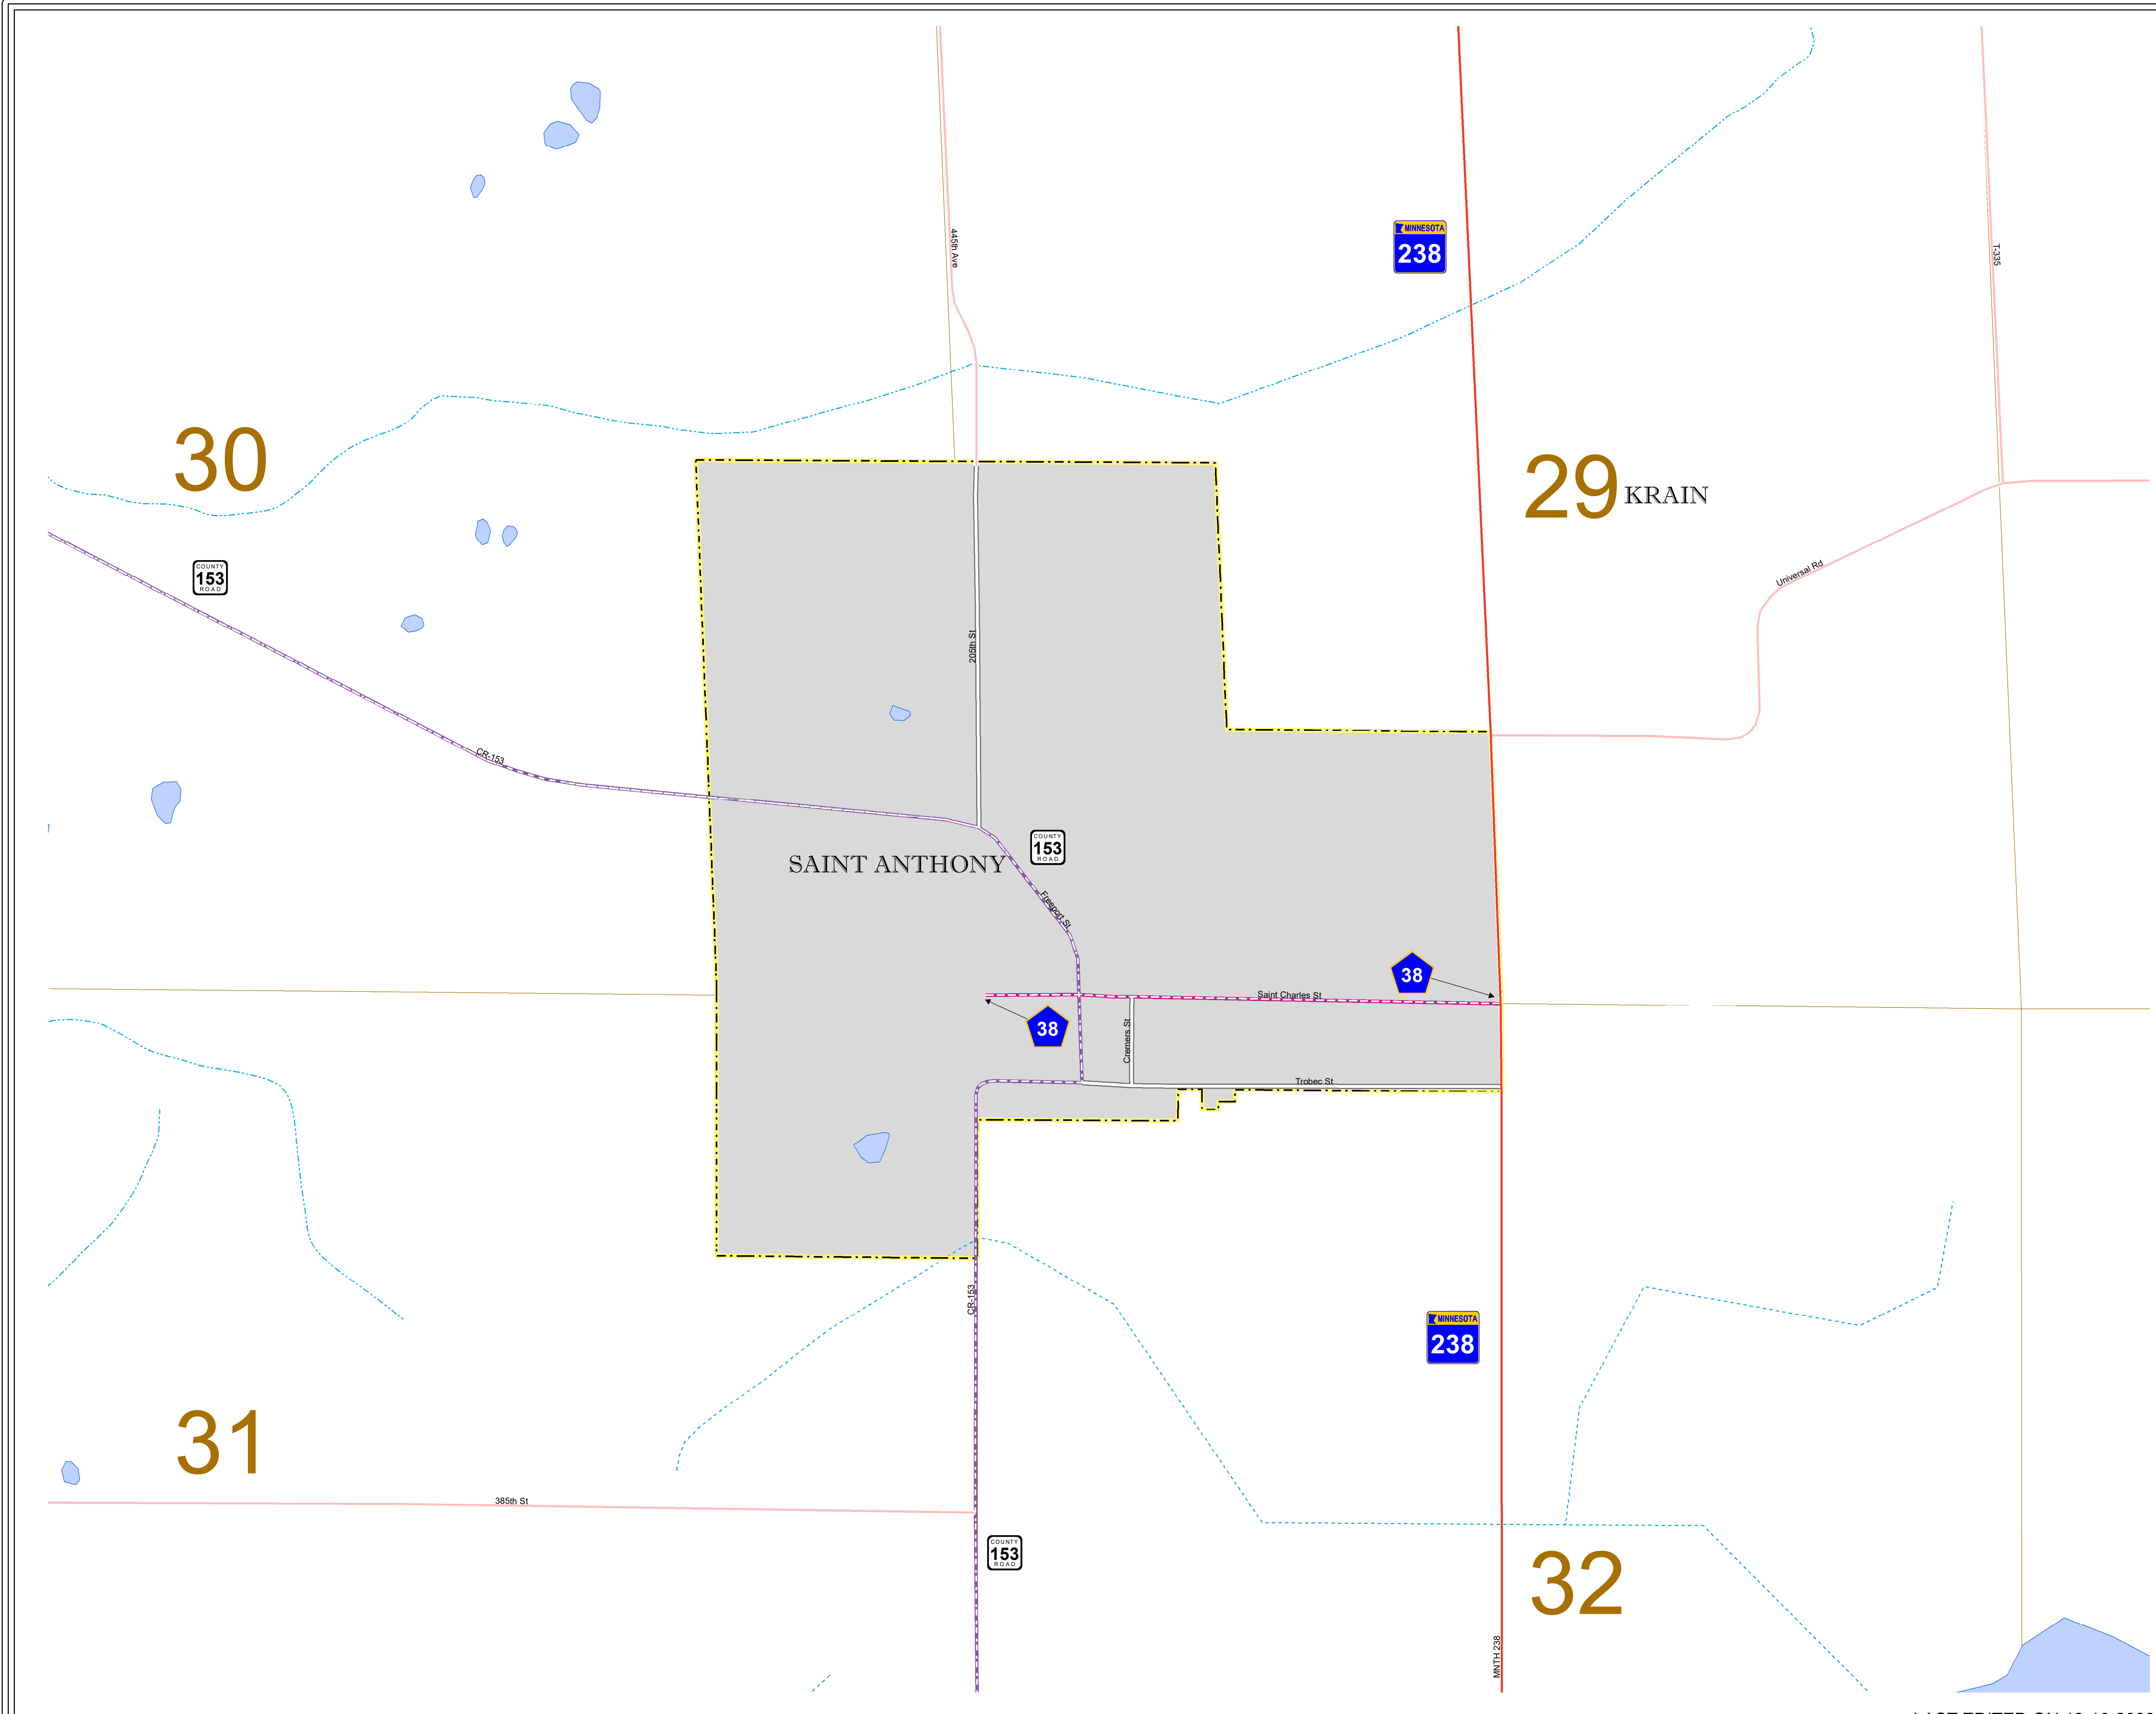 445th Ave
MINNESOTA
238
T-335
30
29
KRAIN
COUNTY
153
ROAD
Universal Rd
205th St
CR-153
COUNTY
153
ROAD
SAINT ANTHONY
Freeport St
38
Saint Charles St
38
Cremers St
Trobec St
CR-153
MINNESOTA
238
31
385th St
COUNTY
153
ROAD
32
MNTH 238